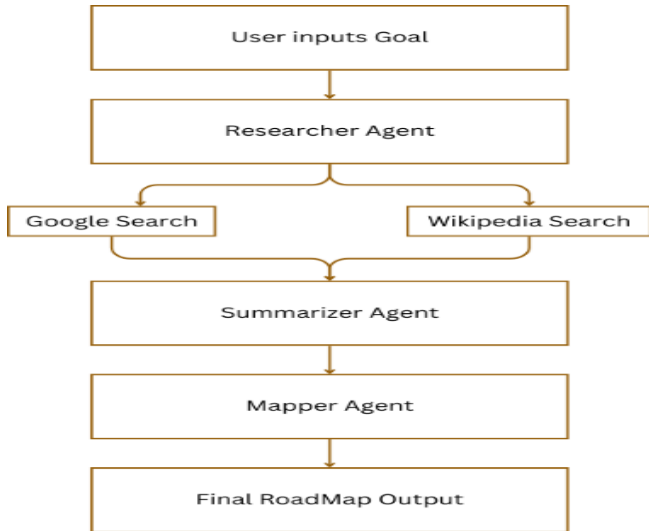 User inputs Goal
Researcher Agent
Google Search
Wikipedia Search
Summarizer Agent
Mapper Agent
Final RoadMap Output